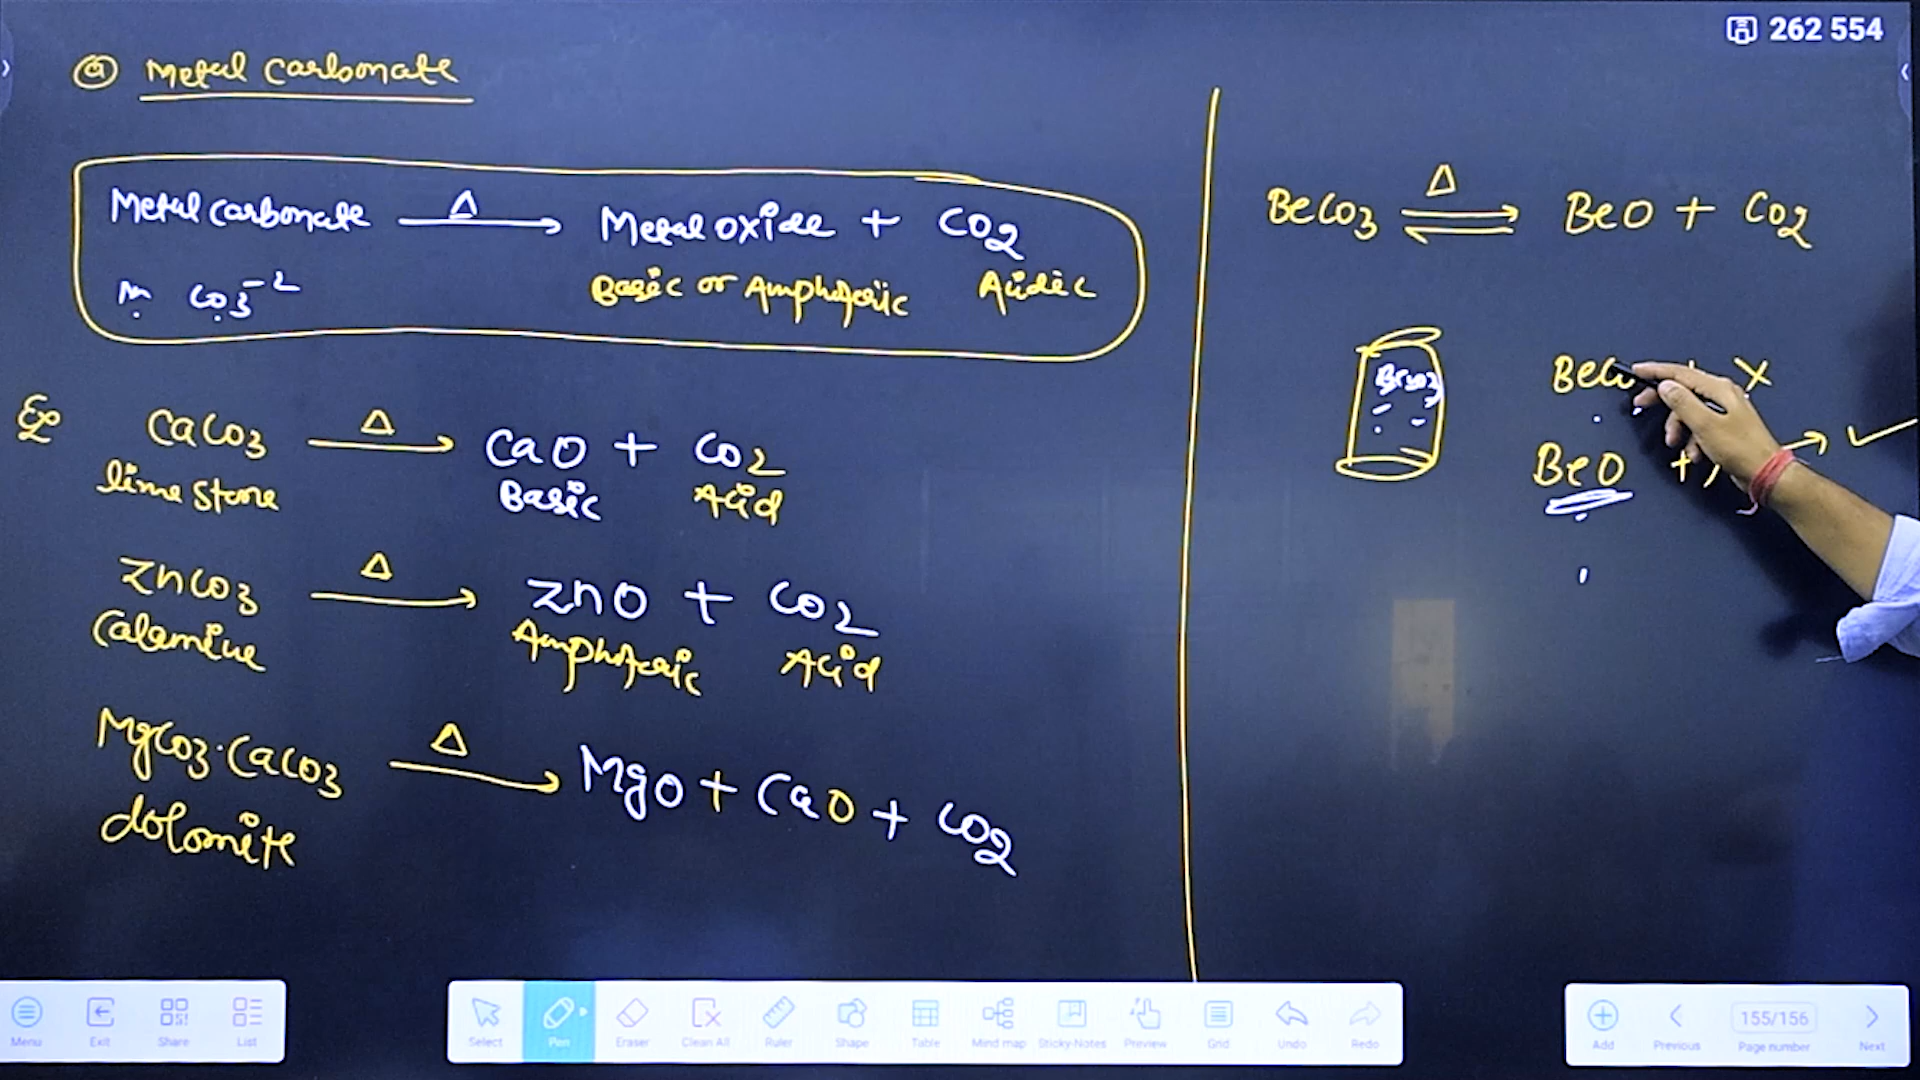 262 554
(a) Metal Carbonate
Metal Carbonate Δ→ Metal oxide + CO2
in CO3⁻² Basic or Amphoteric Acidic
Ex CaCO3 Δ→ CaO + CO2
lime stone Basic Acid
ZnCO3 Δ→ ZnO + CO2
Calamine Amphoteric Acid
MgCO3·CaCO3 Δ→ MgO + CaO + CO2
dolomite
BeCO3 Δ⇌ BeO + CO2
BeCO3
+ X
BeO + → ✓
Menu Exit Share List
Select Pen Eraser Clean All Ruler Shape Table Mind map Sticky-Notes Preview Grid Undo Redo
Add Previous 155/156 Page number Next